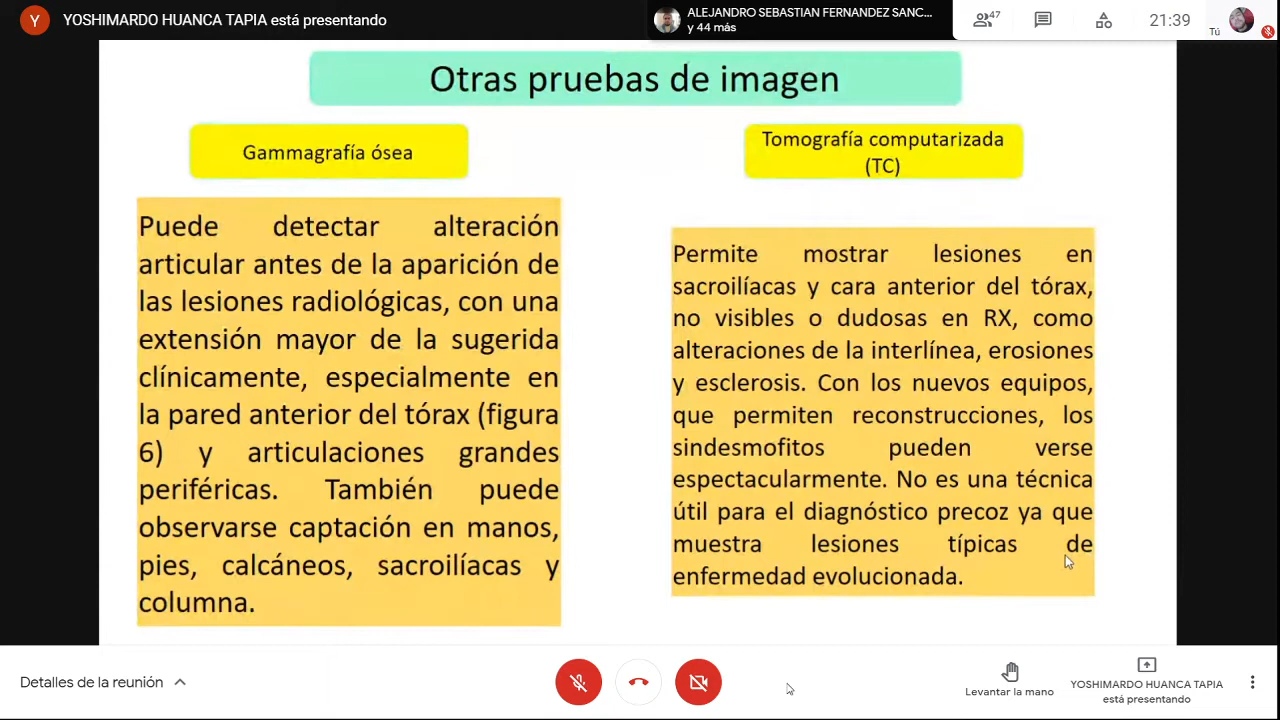 Y
YOSHIMARDO HUANCA TAPIA está presentando
ALEJANDRO SEBASTIAN FERNANDEZ SANC...
y 44 más
47
21:39
Tú
Otras pruebas de imagen
Gammagrafía ósea
Puede detectar alteración
articular antes de la aparición de
las lesiones radiológicas, con una
extensión mayor de la sugerida
clínicamente, especialmente en
la pared anterior del tórax (figura
6) y articulaciones grandes
periféricas. También puede
observarse captación en manos,
pies, calcáneos, sacroilíacas y
columna.
Tomografía computarizada
(TC)
Permite mostrar lesiones en
sacroilíacas y cara anterior del tórax,
no visibles o dudosas en RX, como
alteraciones de la interlínea, erosiones
y esclerosis. Con los nuevos equipos,
que permiten reconstrucciones, los
sindesmofitos pueden verse
espectacularmente. No es una técnica
útil para el diagnóstico precoz ya que
muestra lesiones típicas de
enfermedad evolucionada.
Detalles de la reunión
Levantar la mano
YOSHIMARDO HUANCA TAPIA
está presentando